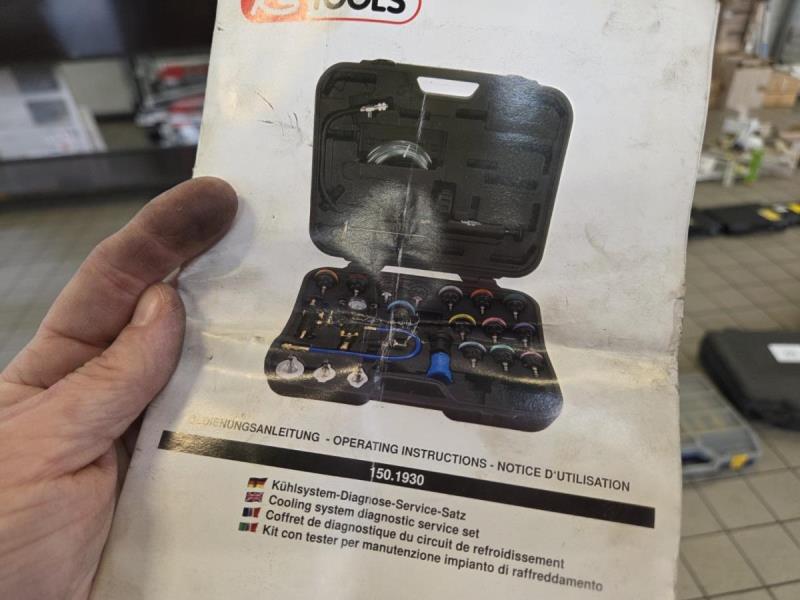 KS TOOLS
BEDIENUNGSANLEITUNG - OPERATING INSTRUCTIONS - NOTICE D'UTILISATION
150.1930
Kühlsystem-Diagnose-Service-Satz
Cooling system diagnostic service set
Coffret de diagnostique du circuit de refroidissement
Kit con tester per manutenzione impianto di raffreddamento